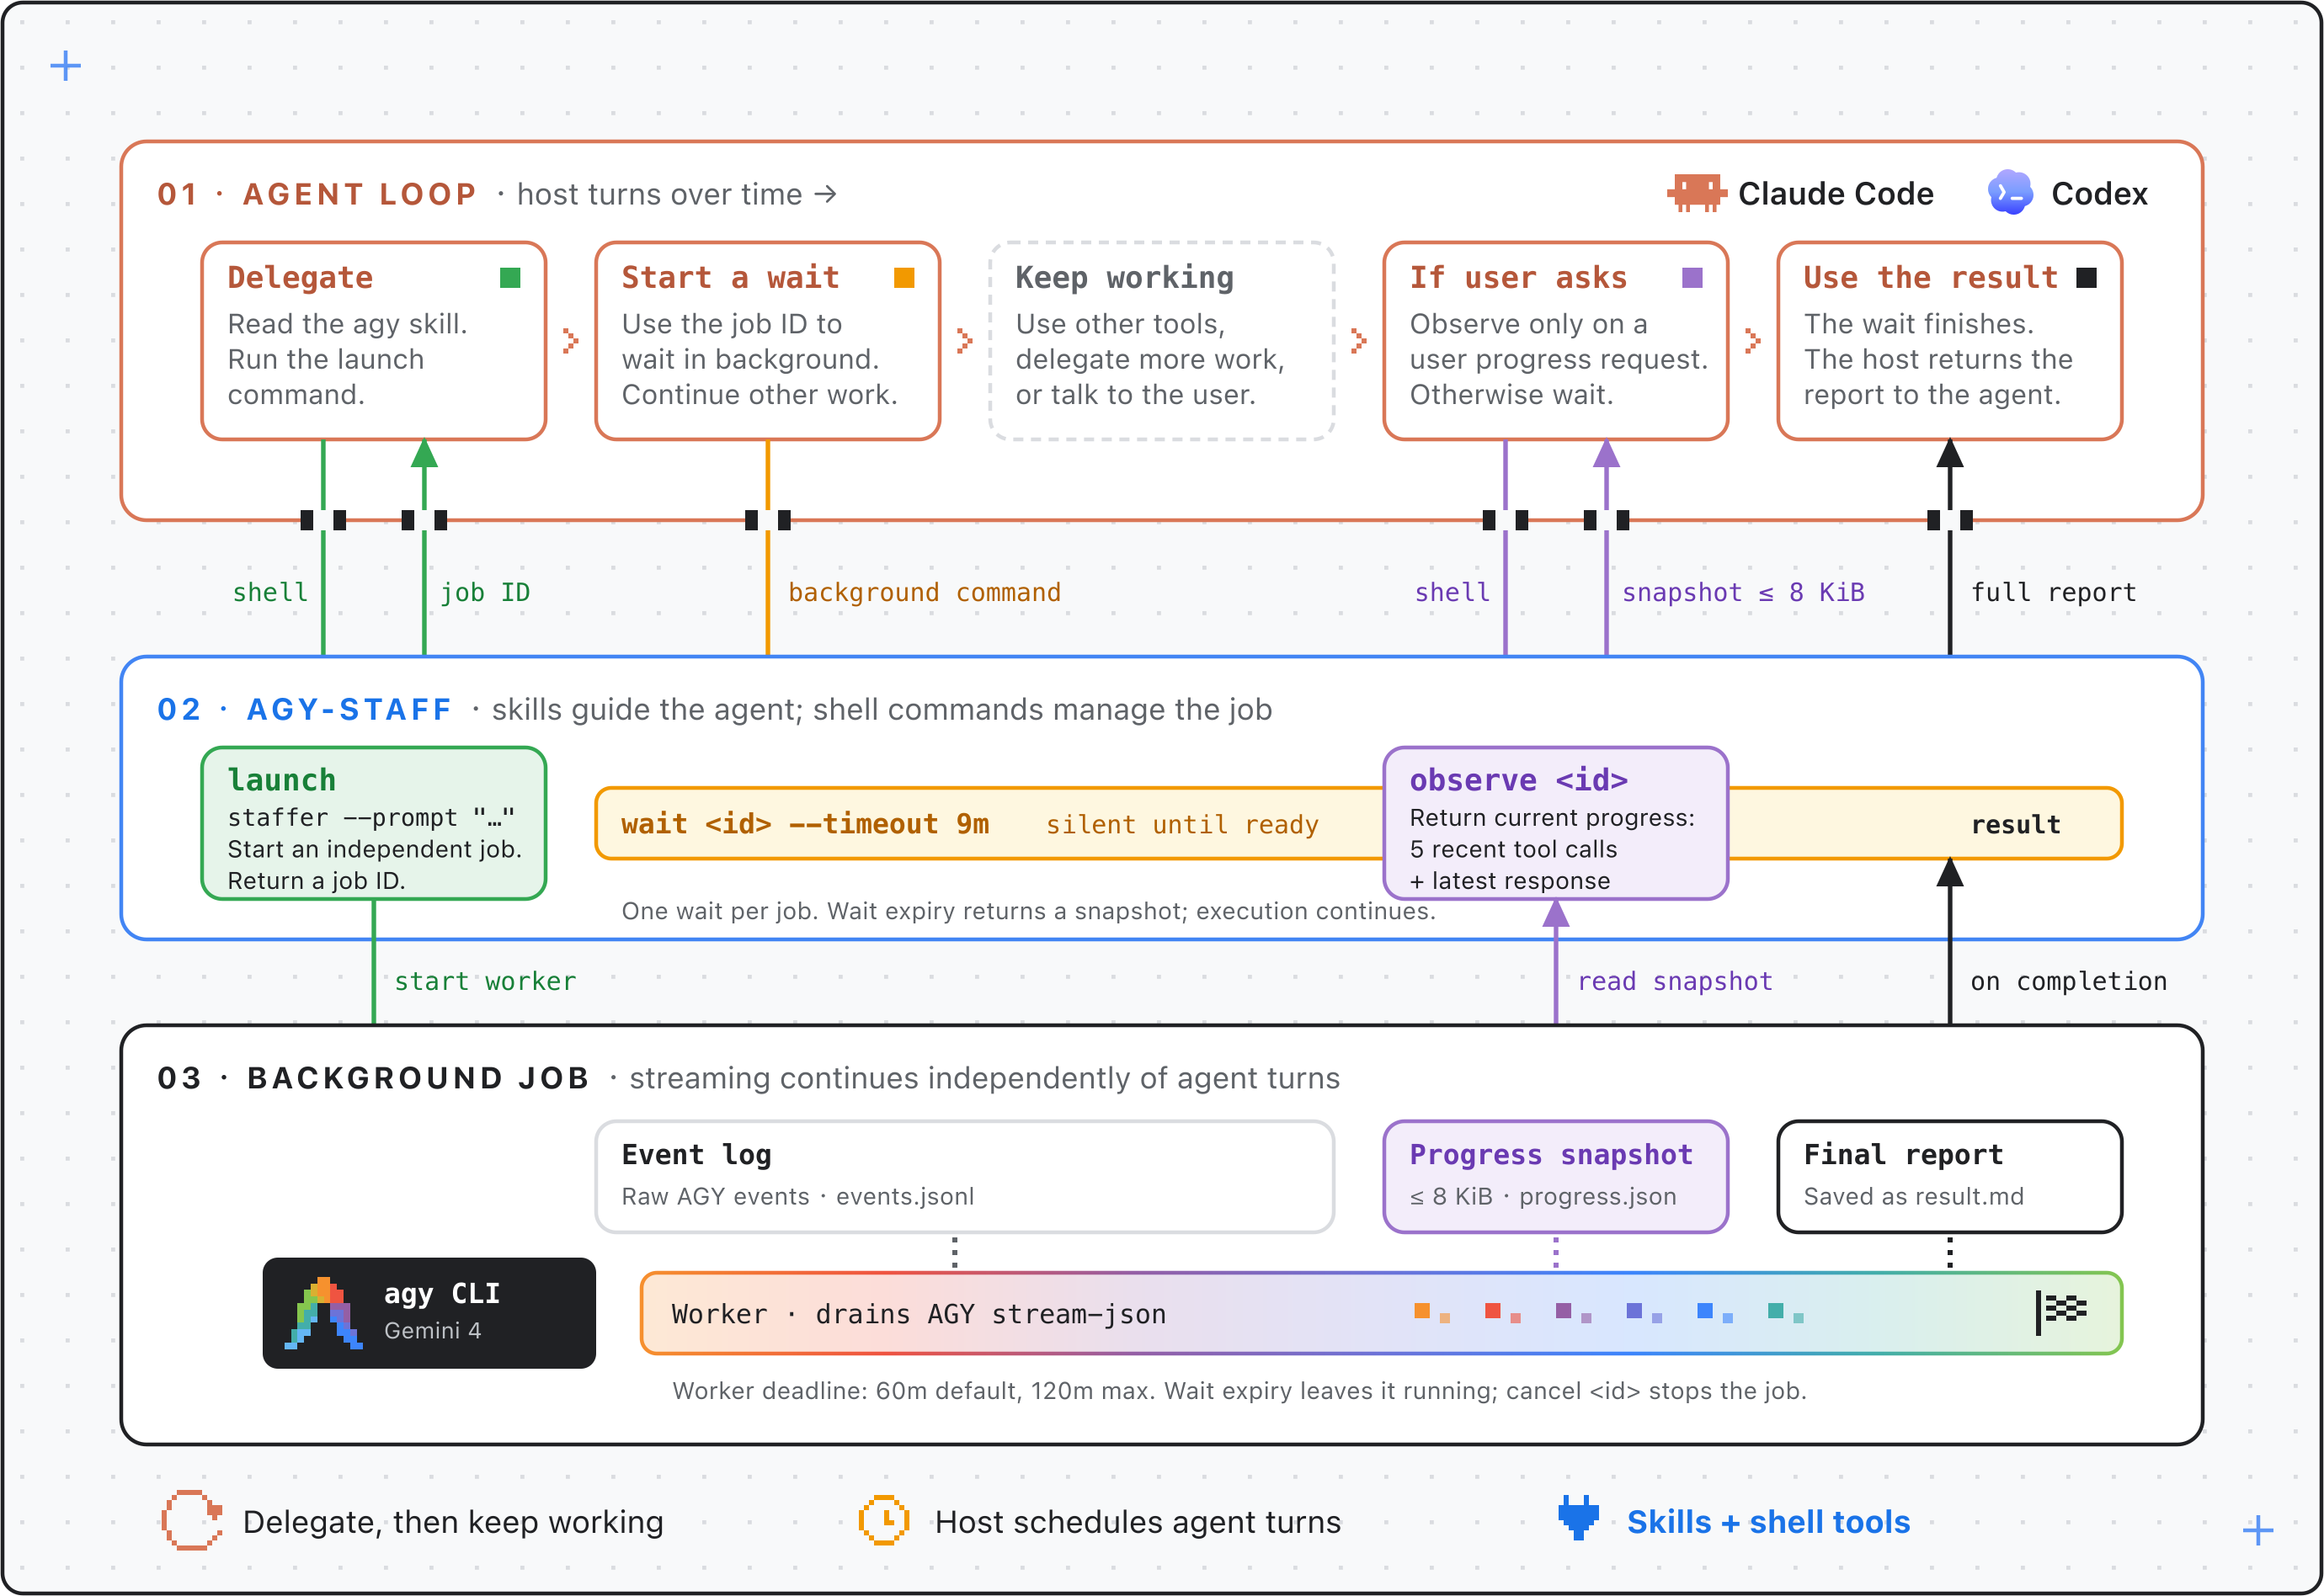 01 · AGENT LOOP · host turns over time →
Claude Code
Codex
Delegate
Read the agy skill.
Run the launch
command.
Start a wait
Use the job ID to
wait in background.
Continue other work.
Keep working
Use other tools,
delegate more work,
or talk to the user.
If user asks
Observe only on a
user progress request.
Otherwise wait.
Use the result
The wait finishes.
The host returns the
report to the agent.
shell
job ID
background command
shell
snapshot ≤ 8 KiB
full report
02 · AGY-STAFF · skills guide the agent; shell commands manage the job
launch
staffer --prompt "…"
Start an independent job.
Return a job ID.
wait <id> --timeout 9m silent until ready
observe <id>
Return current progress:
5 recent tool calls
+ latest response
result
One wait per job. Wait expiry returns a snapshot; execution continues.
start worker
read snapshot
on completion
03 · BACKGROUND JOB · streaming continues independently of agent turns
Event log
Raw AGY events · events.jsonl
Progress snapshot
≤ 8 KiB · progress.json
Final report
Saved as result.md
agy CLI
Gemini 4
Worker · drains AGY stream-json
Worker deadline: 60m default, 120m max. Wait expiry leaves it running; cancel <id> stops the job.
Delegate, then keep working
Host schedules agent turns
Skills + shell tools